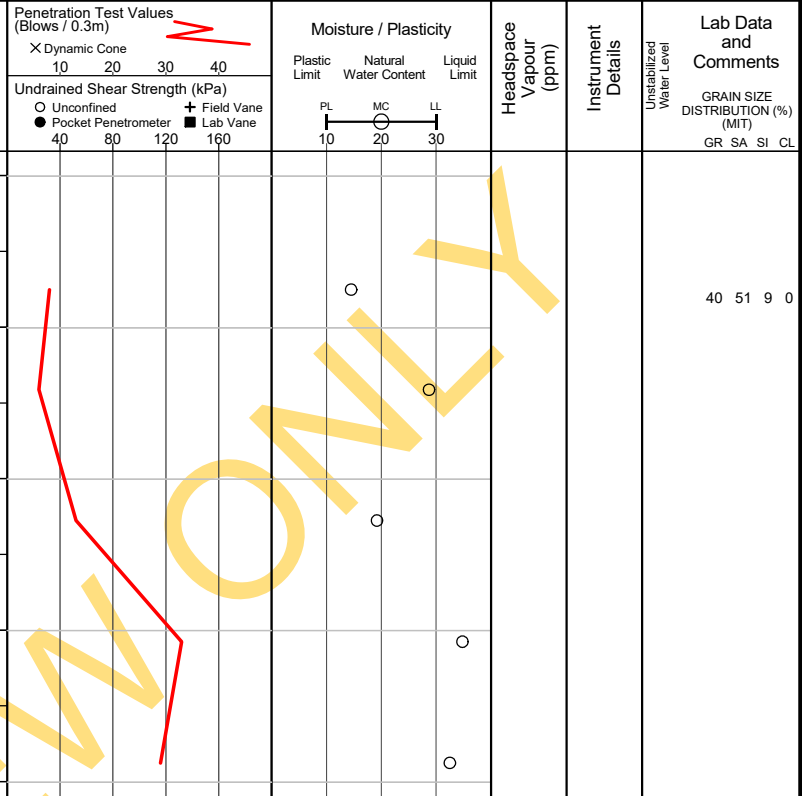 Penetration Test Values
(Blows / 0.3m)
Dynamic Cone
10 20 30 40
Undrained Shear Strength (kPa)
Unconfined Field Vane
Pocket Penetrometer Lab Vane
40 80 120 160
Moisture / Plasticity
Plastic Natural Liquid
Limit Water Content Limit
PL MC LL
10 20 30
Headspace
Vapour
(ppm)
Instrument
Details
Unstabilized
Water Level
Lab Data
and
Comments
GRAIN SIZE
DISTRIBUTION (%)
(MIT)
GR SA SI CL
40 51 9 0
W ONLY